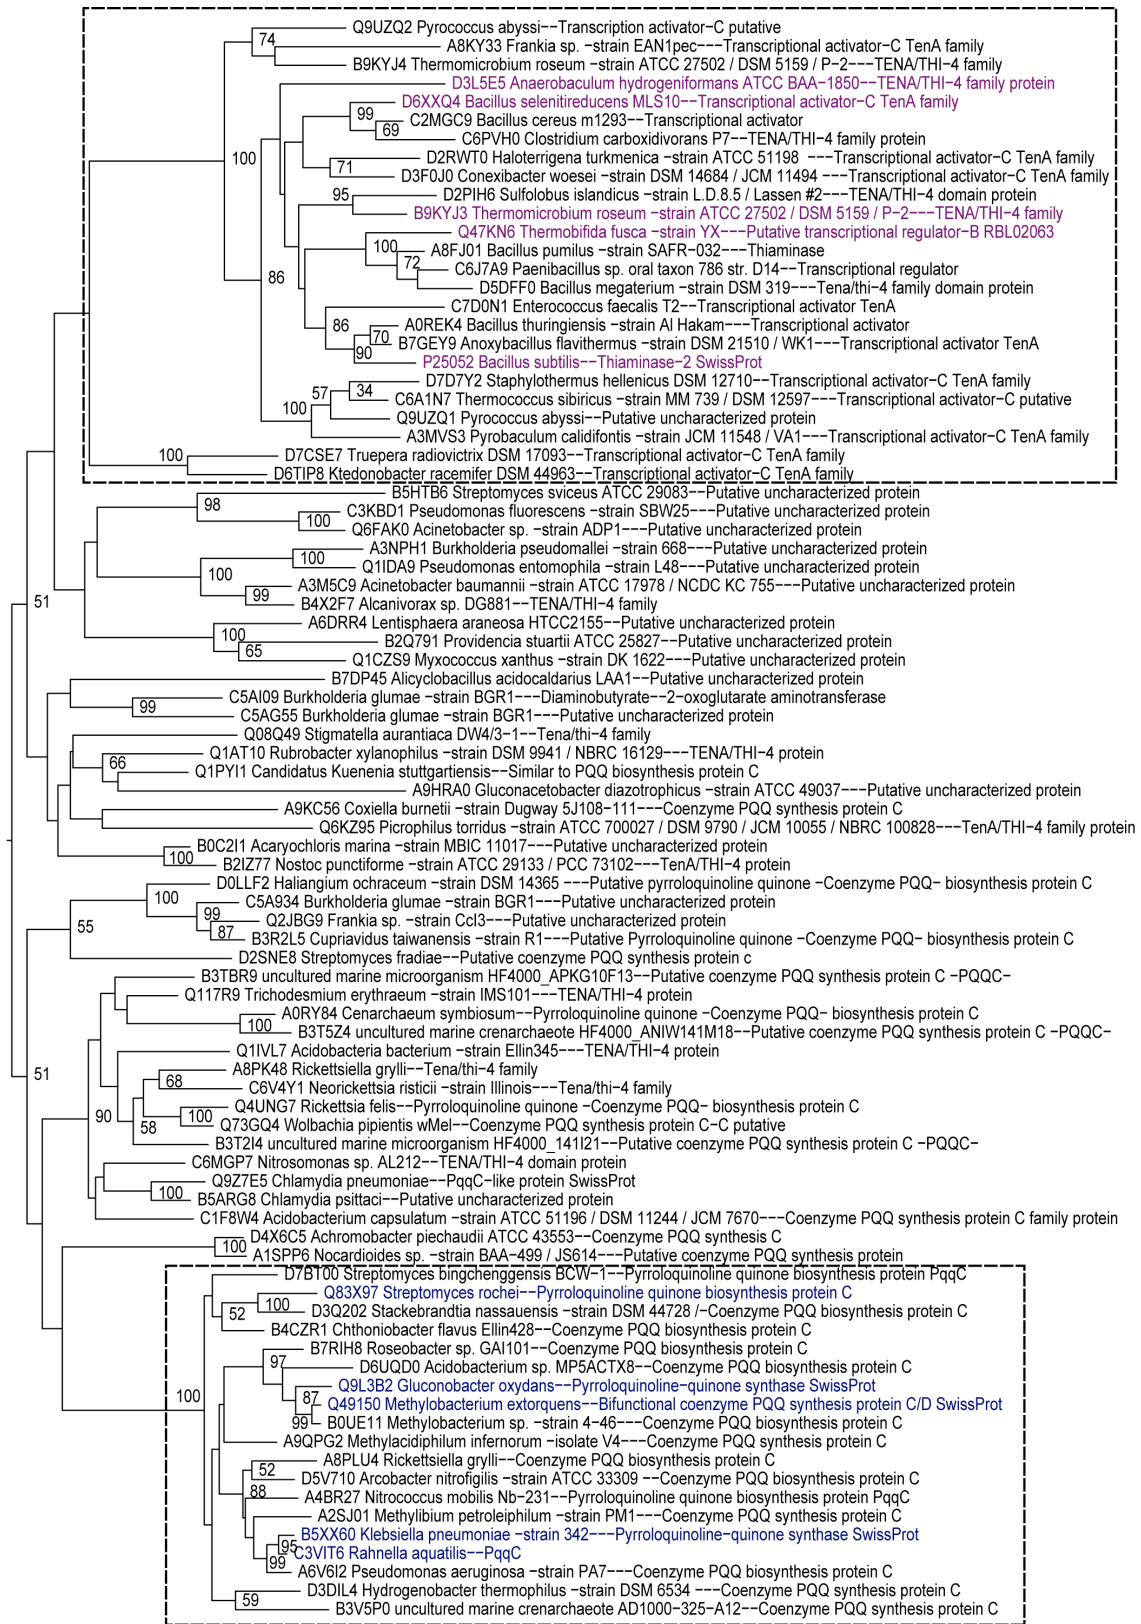 Q9UZQ2 Pyrococcus abyssi--Transcription activator-C putative
74
A8KY33 Frankia sp. -strain EAN1pec---Transcriptional activator-C TenA family
B9KYJ4 Thermomicrobium roseum -strain ATCC 27502 / DSM 5159 / P-2---TENA/THI-4 family
D3L5E5 Anaerobaculum hydrogeniformans ATCC BAA-1850--TENA/THI-4 family protein
D6XXQ4 Bacillus selenitireducens MLS10--Transcriptional activator-C TenA family
99
C2MGC9 Bacillus cereus m1293--Transcriptional activator
69
C6PVH0 Clostridium carboxidivorans P7--TENA/THI-4 family protein
100
D2RWT0 Haloterrigena turkmenica -strain ATCC 51198 ---Transcriptional activator-C TenA family
71
D3F0J0 Conexibacter woesei -strain DSM 14684 / JCM 11494 ---Transcriptional activator-C TenA family
95
D2PIH6 Sulfolobus islandicus -strain L.D.8.5 / Lassen #2---TENA/THI-4 domain protein
B9KYJ3 Thermomicrobium roseum -strain ATCC 27502 / DSM 5159 / P-2---TENA/THI-4 family
Q47KN6 Thermobifida fusca -strain YX---Putative transcriptional regulator-B RBL02063
100
A8FJ01 Bacillus pumilus -strain SAFR-032---Thiaminase
72
C6J7A9 Paenibacillus sp. oral taxon 786 str. D14--Transcriptional regulator
86
D5DFF0 Bacillus megaterium -strain DSM 319---Tena/thi-4 family domain protein
C7D0N1 Enterococcus faecalis T2--Transcriptional activator TenA
86
A0REK4 Bacillus thuringiensis -strain Al Hakam---Transcriptional activator
70
B7GEY9 Anoxybacillus flavithermus -strain DSM 21510 / WK1---Transcriptional activator TenA
90
P25052 Bacillus subtilis--Thiaminase-2 SwissProt
D7D7Y2 Staphylothermus hellenicus DSM 12710--Transcriptional activator-C TenA family
57
34
C6A1N7 Thermococcus sibiricus -strain MM 739 / DSM 12597---Transcriptional activator-C putative
100
Q9UZQ1 Pyrococcus abyssi--Putative uncharacterized protein
A3MVS3 Pyrobaculum calidifontis -strain JCM 11548 / VA1---Transcriptional activator-C TenA family
100
D7CSE7 Truepera radiovictrix DSM 17093--Transcriptional activator-C TenA family
D6TIP8 Ktedonobacter racemifer DSM 44963--Transcriptional activator-C TenA family
B5HTB6 Streptomyces sviceus ATCC 29083--Putative uncharacterized protein
98
C3KBD1 Pseudomonas fluorescens -strain SBW25---Putative uncharacterized protein
100
Q6FAK0 Acinetobacter sp. -strain ADP1---Putative uncharacterized protein
A3NPH1 Burkholderia pseudomallei -strain 668---Putative uncharacterized protein
100
Q1IDA9 Pseudomonas entomophila -strain L48---Putative uncharacterized protein
100
A3M5C9 Acinetobacter baumannii -strain ATCC 17978 / NCDC KC 755---Putative uncharacterized protein
99
B4X2F7 Alcanivorax sp. DG881--TENA/THI-4 family
51
A6DRR4 Lentisphaera araneosa HTCC2155--Putative uncharacterized protein
100
B2Q791 Providencia stuartii ATCC 25827--Putative uncharacterized protein
65
Q1CZS9 Myxococcus xanthus -strain DK 1622---Putative uncharacterized protein
B7DP45 Alicyclobacillus acidocaldarius LAA1--Putative uncharacterized protein
C5AI09 Burkholderia glumae -strain BGR1---Diaminobutyrate--2-oxoglutarate aminotransferase
99
C5AG55 Burkholderia glumae -strain BGR1---Putative uncharacterized protein
Q08Q49 Stigmatella aurantiaca DW4/3-1--Tena/thi-4 family
Q1AT10 Rubrobacter xylanophilus -strain DSM 9941 / NBRC 16129---TENA/THI-4 protein
66
Q1PYI1 Candidatus Kuenenia stuttgartiensis--Similar to PQQ biosynthesis protein C
A9HRA0 Gluconacetobacter diazotrophicus -strain ATCC 49037---Putative uncharacterized protein
A9KC56 Coxiella burnetii -strain Dugway 5J108-111---Coenzyme PQQ synthesis protein C
Q6KZ95 Picrophilus torridus -strain ATCC 700027 / DSM 9790 / JCM 10055 / NBRC 100828---TenA/THI-4 family protein
B0C2I1 Acaryochloris marina -strain MBIC 11017---Putative uncharacterized protein
100
B2IZ77 Nostoc punctiforme -strain ATCC 29133 / PCC 73102---TenA/THI-4 protein
D0LLF2 Haliangium ochraceum -strain DSM 14365 ---Putative pyrroloquinoline quinone -Coenzyme PQQ- biosynthesis protein C
100
C5A934 Burkholderia glumae -strain BGR1---Putative uncharacterized protein
99
Q2JBG9 Frankia sp. -strain CcI3---Putative uncharacterized protein
55
87
B3R2L5 Cupriavidus taiwanensis -strain R1---Putative Pyrroloquinoline quinone -Coenzyme PQQ- biosynthesis protein C
D2SNE8 Streptomyces fradiae--Putative coenzyme PQQ synthesis protein c
B3TBR9 uncultured marine microorganism HF4000_APKG10F13--Putative coenzyme PQQ synthesis protein C -PQQC-
Q117R9 Trichodesmium erythraeum -strain IMS101---TENA/THI-4 protein
A0RY84 Cenarchaeum symbiosum--Pyrroloquinoline quinone -Coenzyme PQQ- biosynthesis protein C
100
B3T5Z4 uncultured marine crenarchaeote HF4000_ANIW141M18--Putative coenzyme PQQ synthesis protein C -PQQC-
Q1IVL7 Acidobacteria bacterium -strain Ellin345---TENA/THI-4 protein
51
A8PK48 Rickettsiella grylli--Tena/thi-4 family
68
C6V4Y1 Neorickettsia risticii -strain Illinois---Tena/thi-4 family
90
Q4UNG7 Rickettsia felis--Pyrroloquinoline quinone -Coenzyme PQQ- biosynthesis protein C
100
58
Q73GQ4 Wolbachia pipientis wMel--Coenzyme PQQ synthesis protein C-C putative
B3T2I4 uncultured marine microorganism HF4000_141I21--Putative coenzyme PQQ synthesis protein C -PQQC-
C6MGP7 Nitrosomonas sp. AL212--TENA/THI-4 domain protein
Q9Z7E5 Chlamydia pneumoniae--PqqC-like protein SwissProt
100
B5ARG8 Chlamydia psittaci--Putative uncharacterized protein
C1F8W4 Acidobacterium capsulatum -strain ATCC 51196 / DSM 11244 / JCM 7670---Coenzyme PQQ synthesis protein C family protein
D4X6C5 Achromobacter piechaudii ATCC 43553--Coenzyme PQQ synthesis C
100
A1SPP6 Nocardioides sp. -strain BAA-499 / JS614---Putative coenzyme PQQ synthesis protein
D7BT00 Streptomyces bingchenggensis BCW-1--Pyrroloquinoline quinone biosynthesis protein PqqC
Q83X97 Streptomyces rochei--Pyrroloquinoline quinone biosynthesis protein C
100
52
D3Q202 Stackebrandtia nassauensis -strain DSM 44728 /-Coenzyme PQQ biosynthesis protein C
B4CZR1 Chthoniobacter flavus Ellin428--Coenzyme PQQ biosynthesis protein C
B7RIH8 Roseobacter sp. GAI101--Coenzyme PQQ biosynthesis protein C
97
D6UQD0 Acidobacterium sp. MP5ACTX8--Coenzyme PQQ biosynthesis protein C
100
Q9L3B2 Gluconobacter oxydans--Pyrroloquinoline-quinone synthase SwissProt
87
Q49150 Methylobacterium extorquens--Bifunctional coenzyme PQQ synthesis protein C/D SwissProt
99
B0UE11 Methylobacterium sp. -strain 4-46---Coenzyme PQQ biosynthesis protein C
A9QPG2 Methylacidiphilum infernorum -isolate V4---Coenzyme PQQ synthesis protein C
A8PLU4 Rickettsiella grylli--Coenzyme PQQ biosynthesis protein C
52
D5V710 Arcobacter nitrofigilis -strain ATCC 33309 --Coenzyme PQQ biosynthesis protein C
88
A4BR27 Nitrococcus mobilis Nb-231--Pyrroloquinoline quinone biosynthesis protein PqqC
A2SJ01 Methylibium petroleiphilum -strain PM1---Coenzyme PQQ synthesis protein C
B5XX60 Klebsiella pneumoniae -strain 342---Pyrroloquinoline-quinone synthase SwissProt
95
C3VIT6 Rahnella aquatilis--PqqC
99
A6V6I2 Pseudomonas aeruginosa -strain PA7---Coenzyme PQQ synthesis protein C
D3DIL4 Hydrogenobacter thermophilus -strain DSM 6534 ---Coenzyme PQQ biosynthesis protein C
59
B3V5P0 uncultured marine crenarchaeote AD1000-325-A12--Coenzyme PQQ biosynthesis protein C